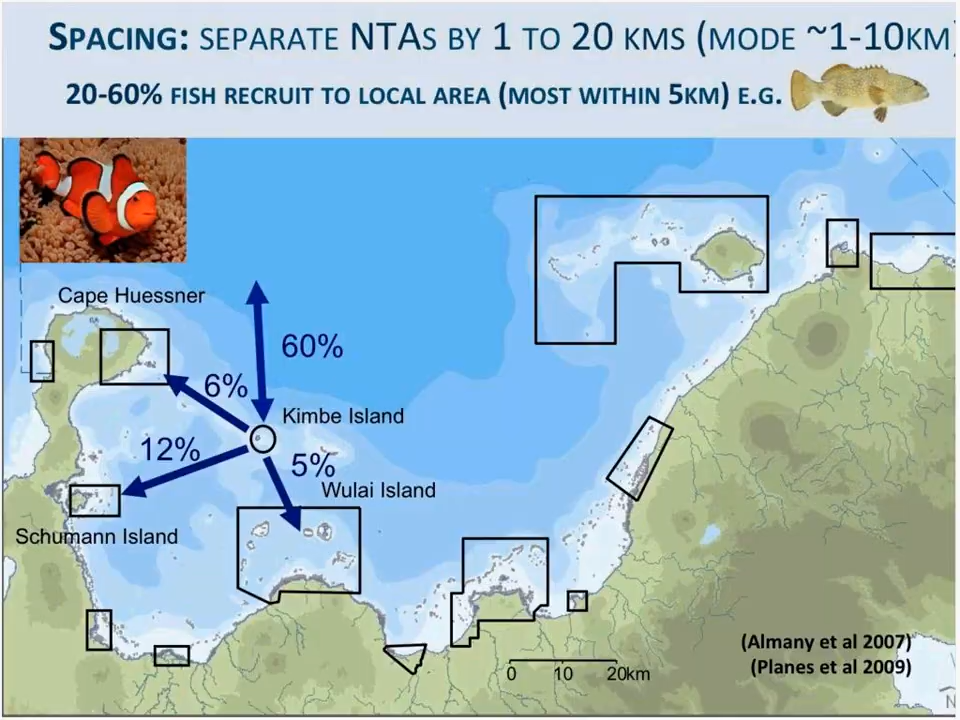 SPACING: SEPARATE NTAS BY 1 TO 20 KMS (MODE ~1-10KM)
20-60% FISH RECRUIT TO LOCAL AREA (MOST WITHIN 5KM) E.G.
Cape Huessner
60%
6%
Kimbe Island
12%
5%
Wulai Island
Schumann Island
(Almany et al 2007)
(Planes et al 2009)
0 10 20km
N